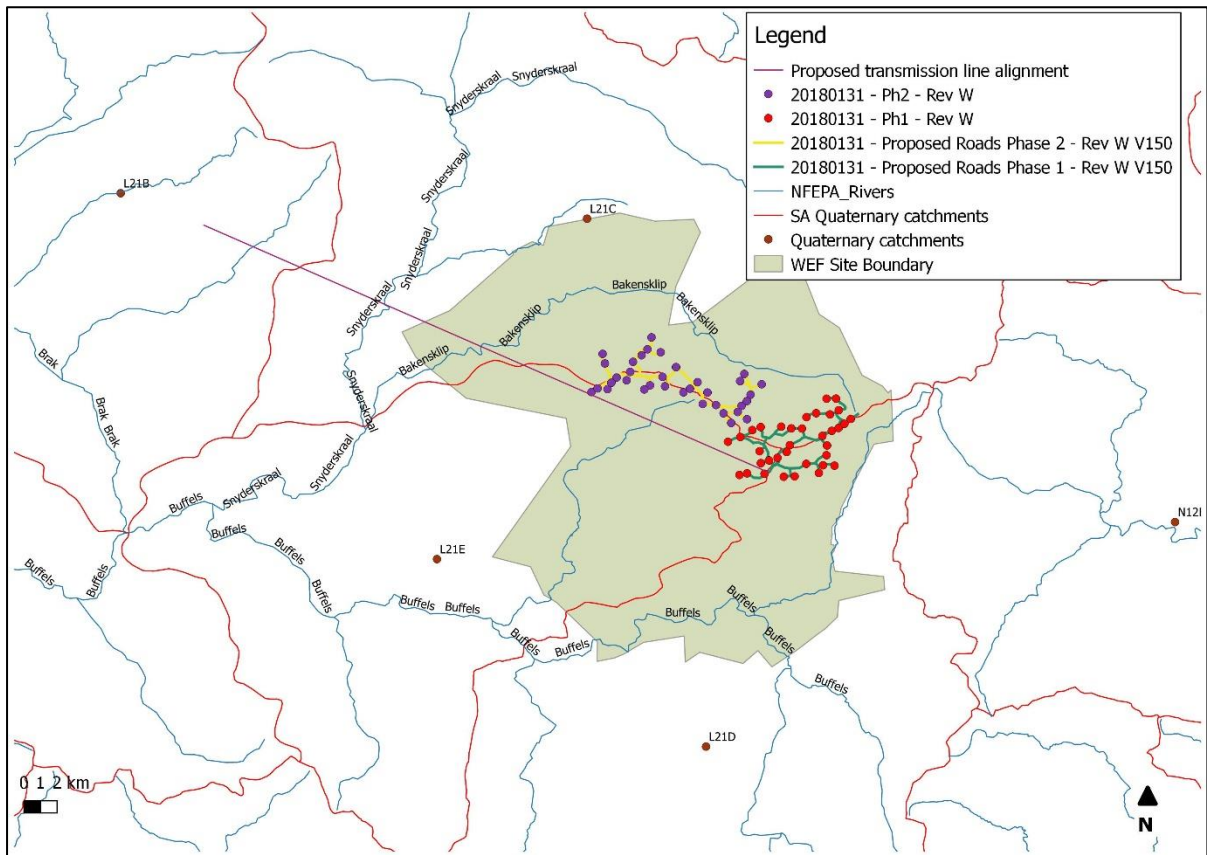 Legend
Proposed transmission line alignment
20180131 - Ph2 - Rev W
20180131 - Ph1 - Rev W
20180131 - Proposed Roads Phase 2 - Rev W V150
20180131 - Proposed Roads Phase 1 - Rev W V150
NFEPA_Rivers
SA Quaternary catchments
Quaternary catchments
WEF Site Boundary
Snyderskraal
Snyderskraal
Snyderskraal
Snyderskraal
L21B
Snyderskraal
L21C
Snyderskraal
Snyderskraal
Bakensklip
Bakensklip
Bakensklip
Bakensklip
Brak
Snyderskraal
Brak
Brak
Snyderskraal
Buffels
Snyderskraal
Buffels
Buffels
Buffels
Buffels
Buffels
L21E
Buffels
Buffels
Buffels
Buffels
Buffels
Buffels
Buffels
Buffels
L21D
0 1 2 km
N